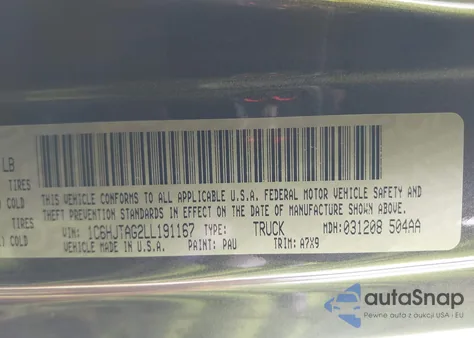 LB
TIRES
COLD
TIRES
) COLD
THIS VEHICLE CONFORMS TO ALL APPLICABLE U.S.A. FEDERAL MOTOR VEHICLE SAFETY AND
THEFT PREVENTION STANDARDS IN EFFECT ON THE DATE OF MANUFACTURE SHOWN ABOVE.
VIN: 1C6HJTAG2LL191167 TYPE: TRUCK MDH: 031208 504AA
VEHICLE MADE IN U.S.A. PAINT: PAU TRIM: A7X9
autoSnap
Pewne auta z aukcji USA - EU